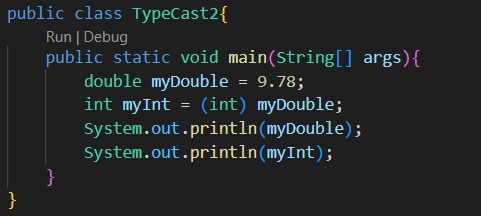 public class TypeCast2{
Run | Debug
public static void main(String[] args){
double myDouble = 9.78;
int myInt = (int) myDouble;
System.out.println(myDouble);
System.out.println(myInt);
}
}